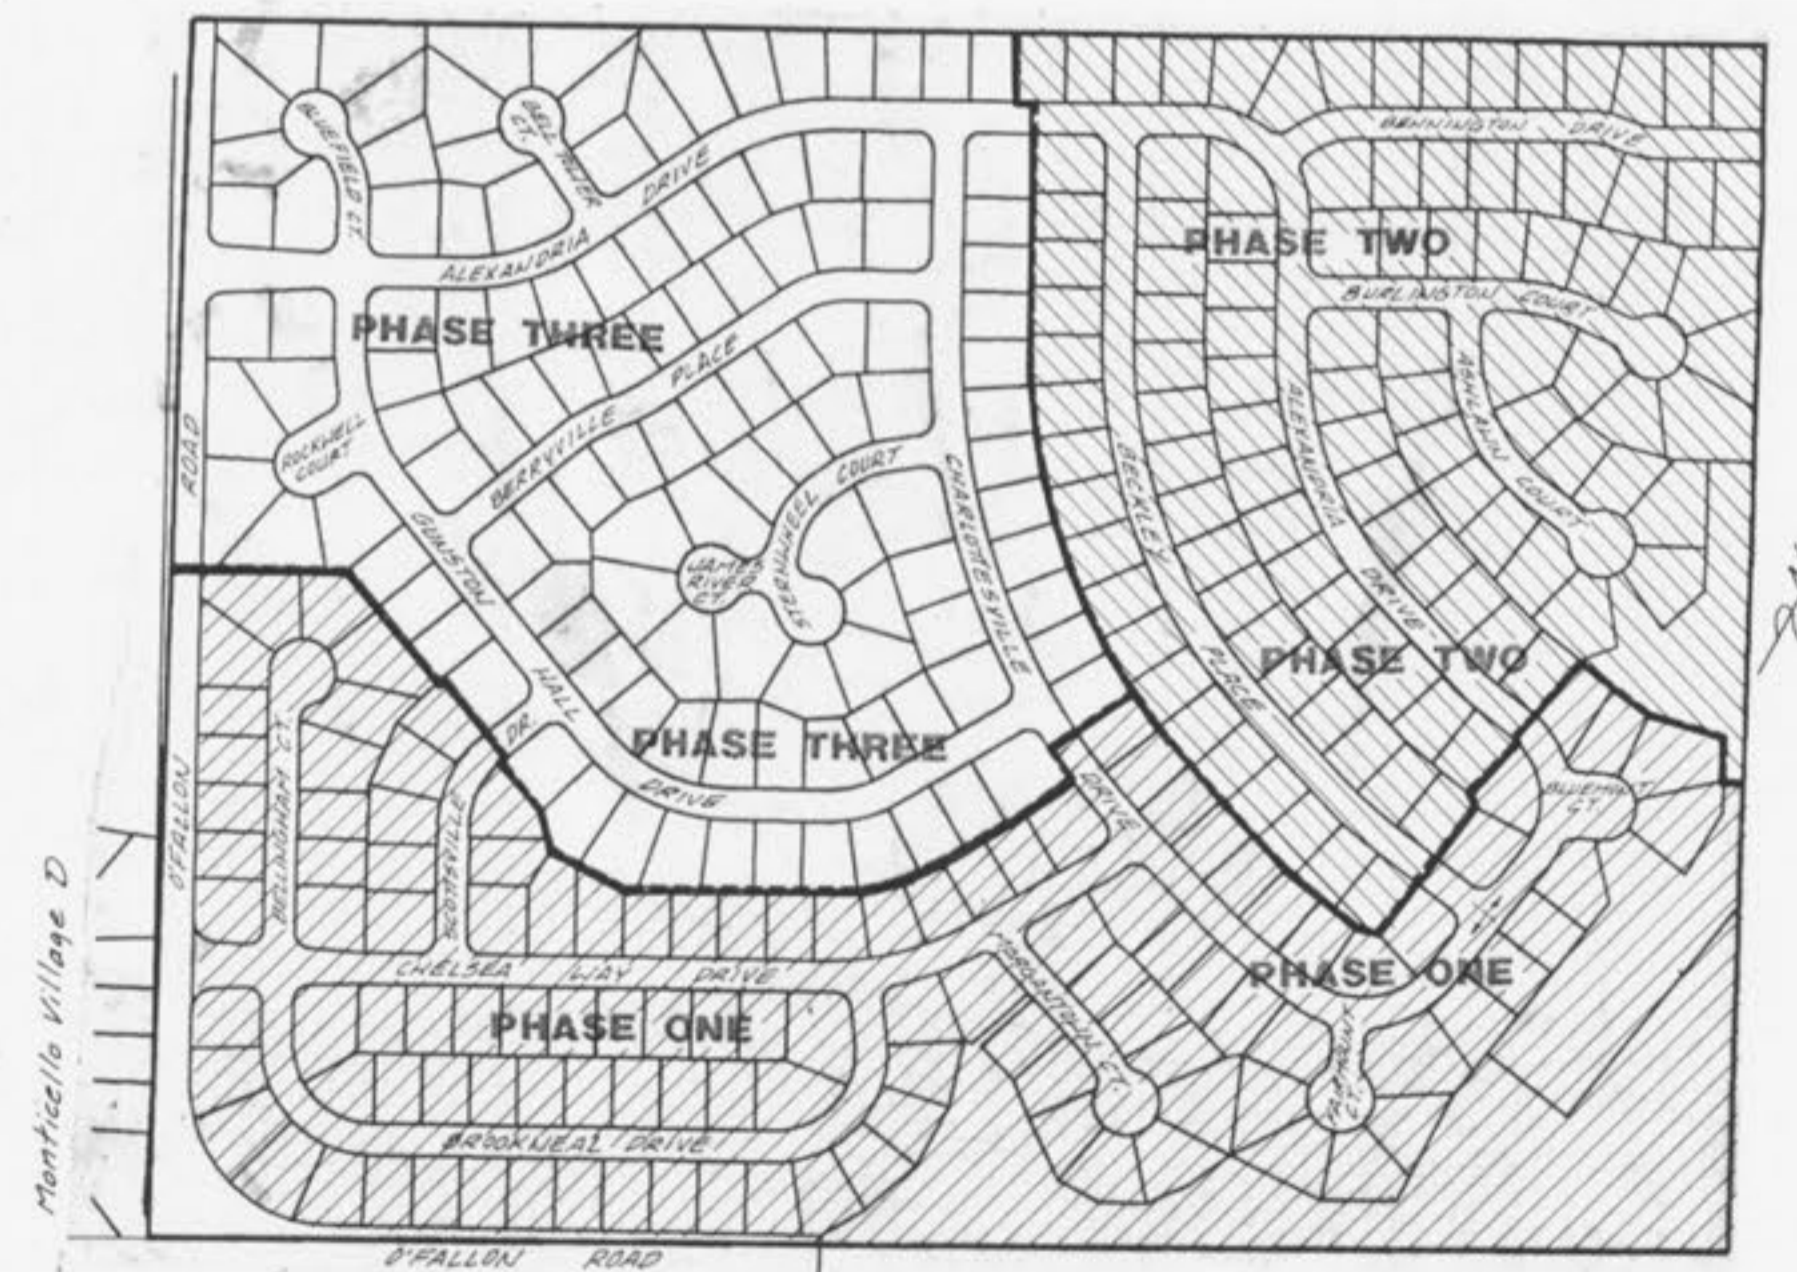 BLUEFIELD CT.
BELL RIVER
CT.
ALEXANDRIA DRIVE
BENNINGTON DRIVE
PHASE TWO
BURLINGTON COURT
PHASE THREE
BERRYVILLE PLACE
ROCKWELL
COURT
ROAD
ASHLAWN COURT
ALEXANDRIA DRIVE
BECKLEY PLACE
CHARLOTTESVILLE DRIVE
STERNWHEEL COURT
JAMES
RIVER
CT.
GUNSTON HALL DRIVE
DR.
PHASE TWO
PHASE THREE
O'FALLON
BELLINGHAM CT.
SCOTTSVILLE
BLUEMOUNT
CT.
Monticello Village D
CHELSEA WAY DRIVE
PHASE ONE
PHASE ONE
MORGANTOWN CT.
FAIRMOUNT
CT.
BROOKNEAL DRIVE
O'FALLON ROAD